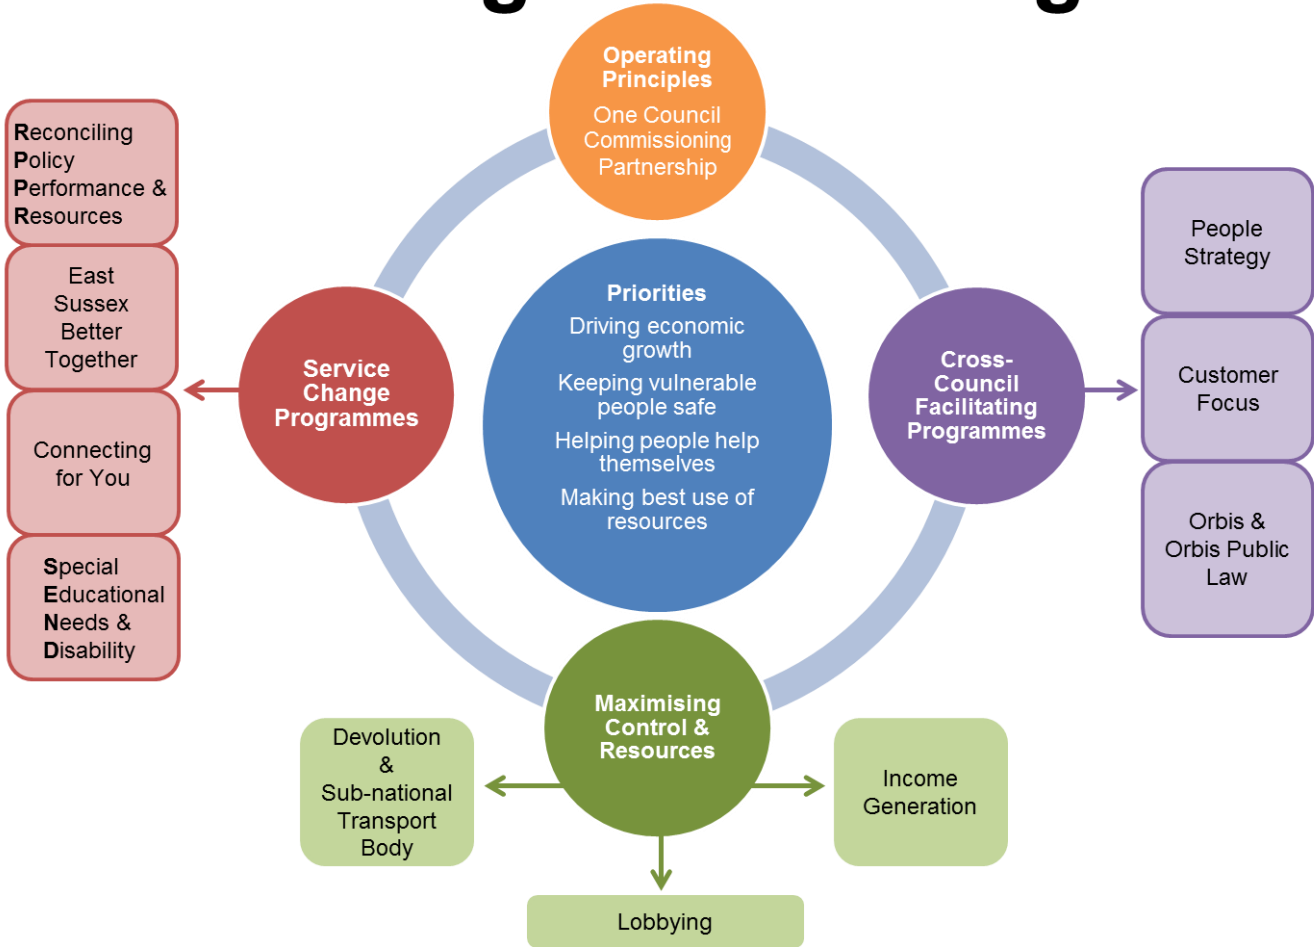 Operating
Principles
One Council
Commissioning
Partnership
Reconciling
Policy
Performance &
Resources
East
Sussex
Better
Together
Connecting
for You
Special
Educational
Needs &
Disability
Service
Change
Programmes
Priorities
Driving economic
growth
Keeping vulnerable
people safe
Helping people help
themselves
Making best use of
resources
Cross-
Council
Facilitating
Programmes
People
Strategy
Customer
Focus
Orbis &
Orbis Public
Law
Maximising
Control &
Resources
Devolution
&
Sub-national
Transport
Body
Income
Generation
Lobbying